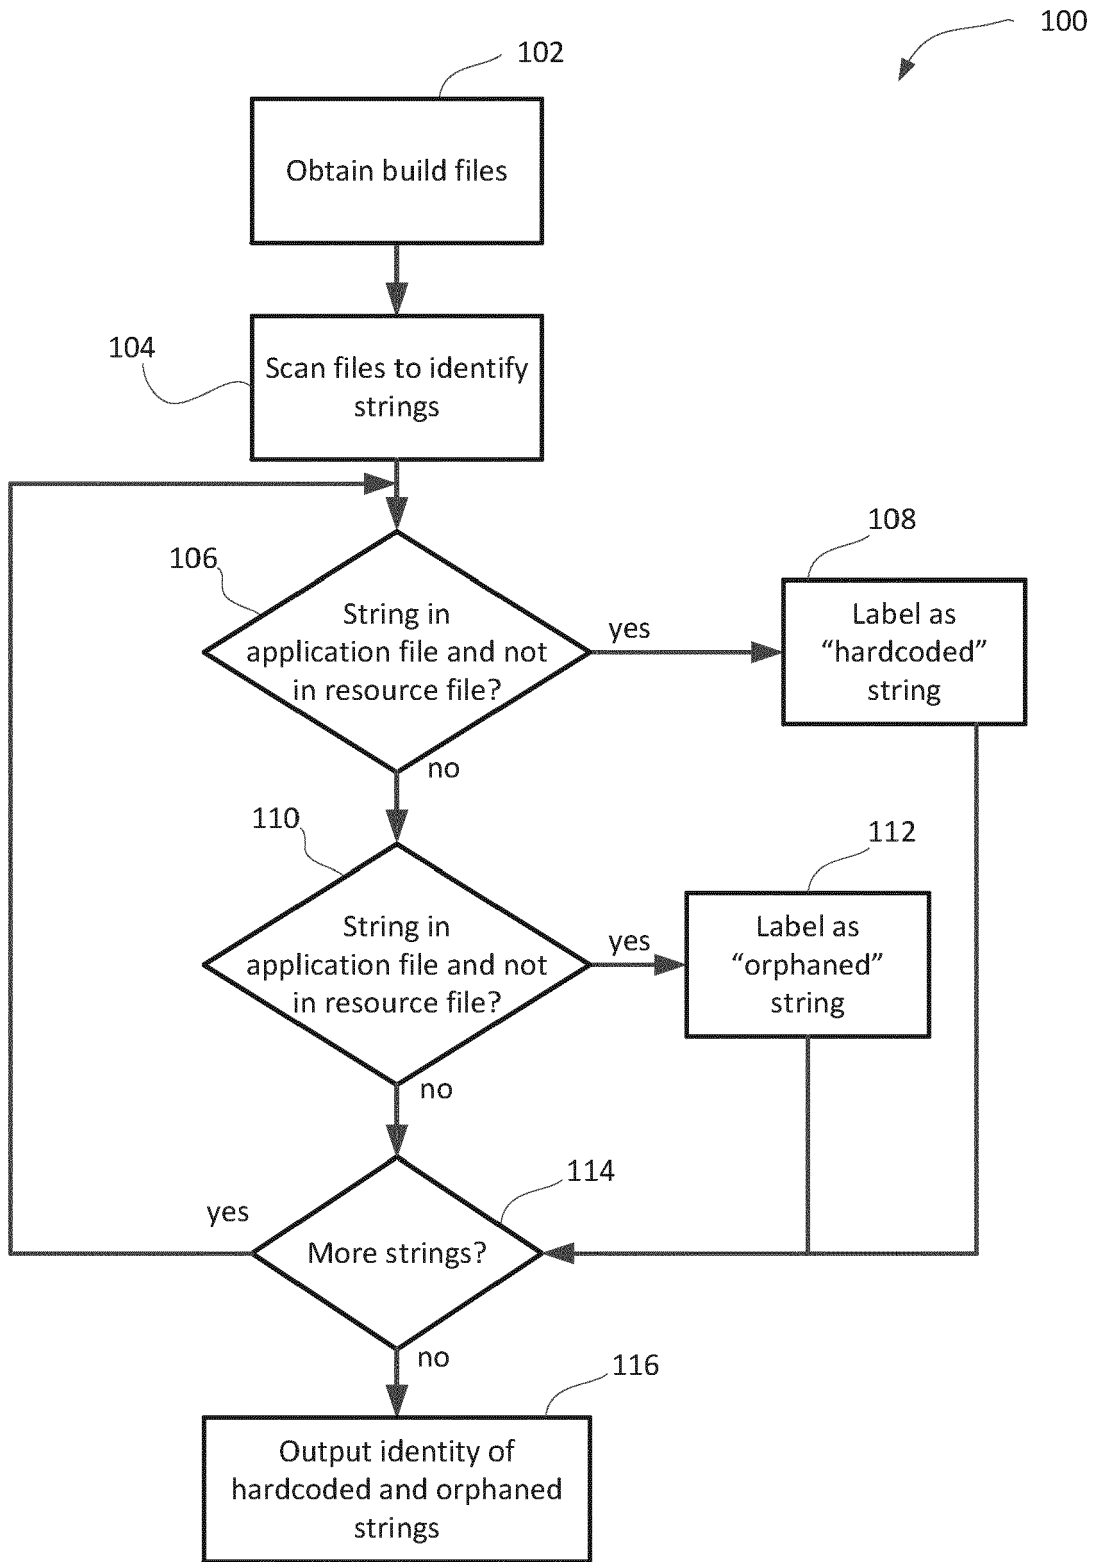 100
102
Obtain build files
104
Scan files to identify
strings
106
String in
application file and not
in resource file?
yes
108
Label as
“hardcoded”
string
no
110
String in
application file and not
in resource file?
yes
112
Label as
“orphaned”
string
no
114
yes
More strings?
no
116
Output identity of
hardcoded and orphaned
strings